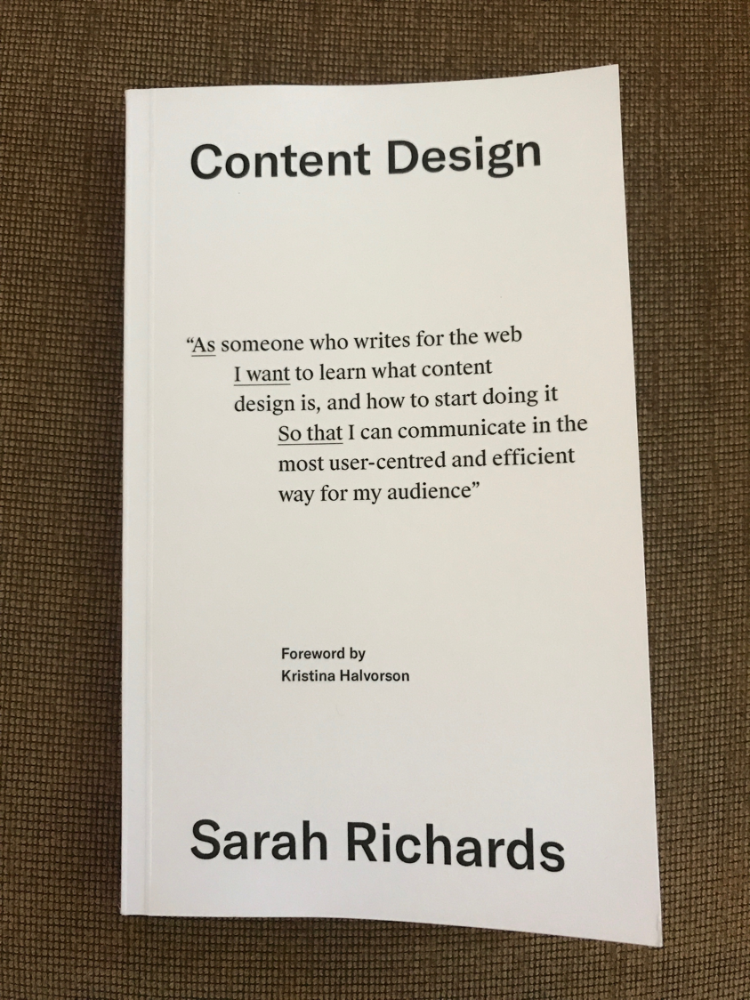 Content Design
“As someone who writes for the web
I want to learn what content
design is, and how to start doing it
So that I can communicate in the
most user-centred and efficient
way for my audience”
Foreword by
Kristina Halvorson
Sarah Richards